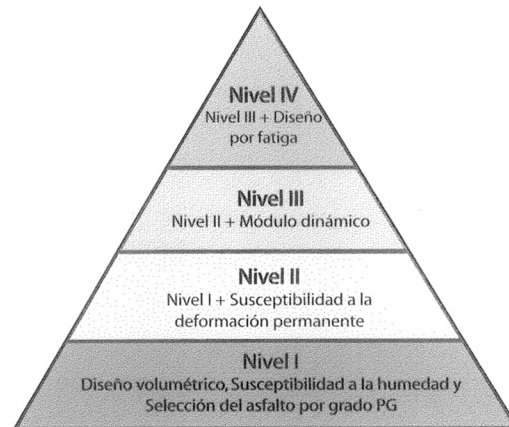 Nivel IV
Nivel III + Diseño
por fatiga
Nivel III
Nivel II + Módulo dinámico
Nivel II
Nivel I + Susceptibilidad a la
deformación permanente
Nivel I
Diseño volumétrico, Susceptibilidad a la humedad y
Selección del asfalto por grado PG